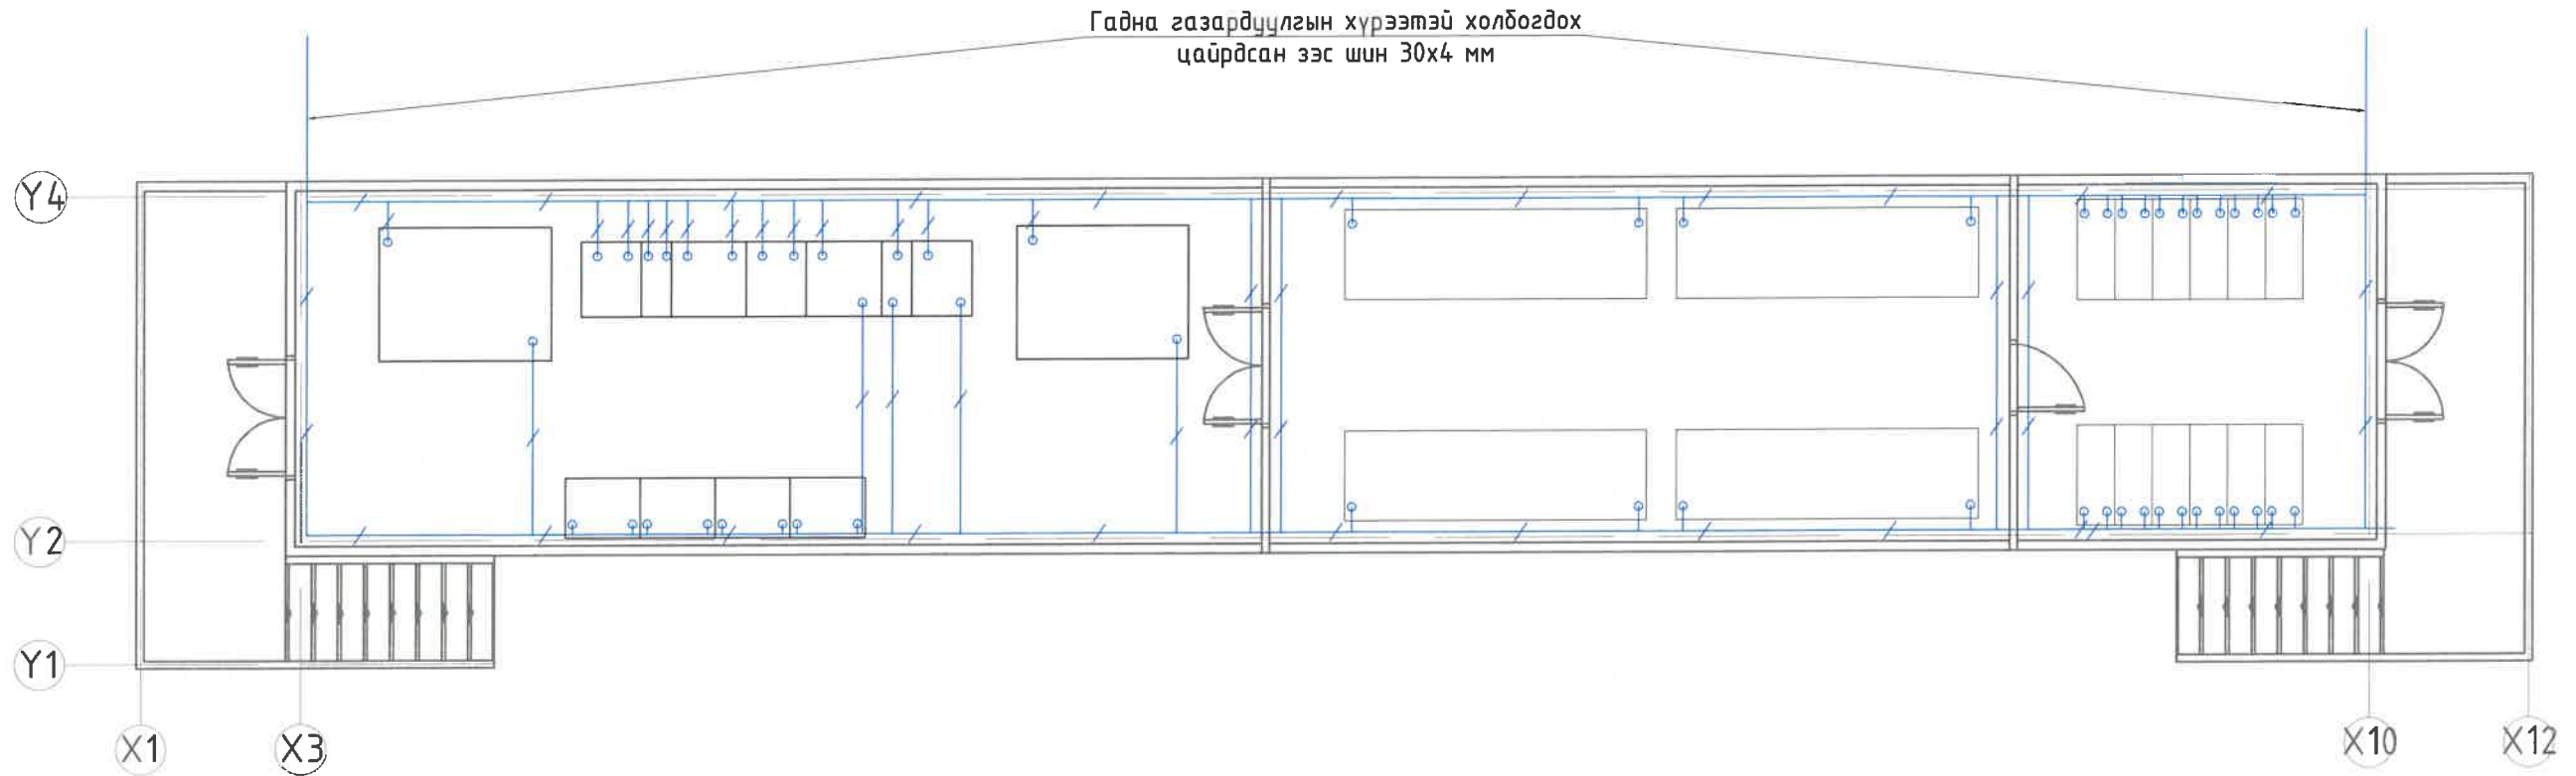 Гадна газардуулгын хүрээтэй холбогдох
цайрдсан зэс шин 30х4 мм
Y4
Y2
Y1
X1
X3
X10
X12